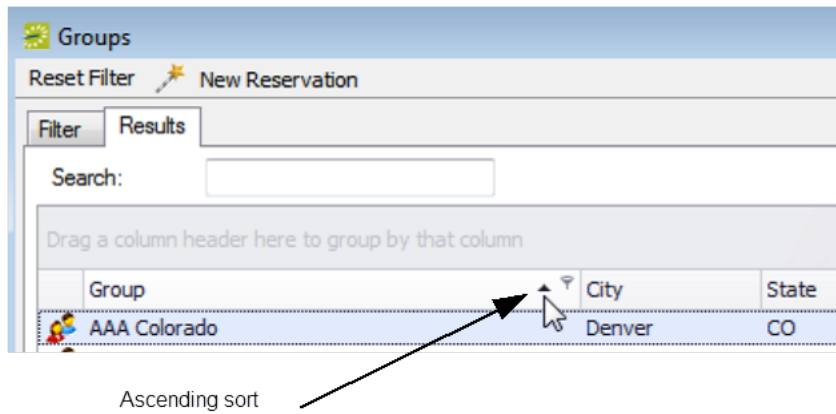 Groups
Reset Filter New Reservation
Filter Results
Search:
Drag a column header here to group by that column
Group City State
AAA Colorado Denver CO
Ascending sort